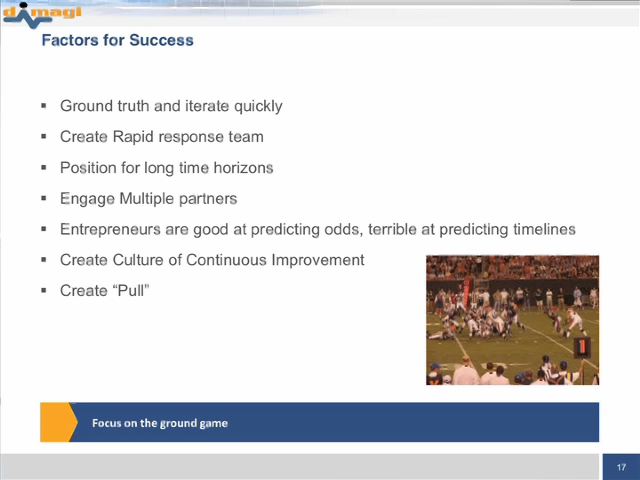 dimagi
Factors for Success
▪ Ground truth and iterate quickly
▪ Create Rapid response team
▪ Position for long time horizons
▪ Engage Multiple partners
▪ Entrepreneurs are good at predicting odds, terrible at predicting timelines
▪ Create Culture of Continuous Improvement
▪ Create “Pull”
1
Focus on the ground game
17